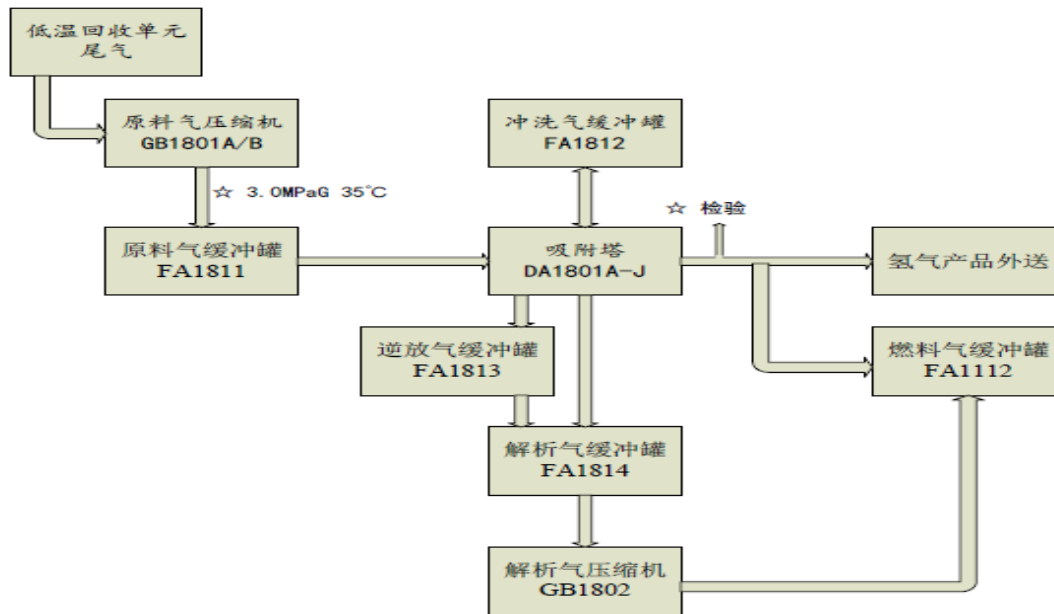 低温回收单元
尾气
原料气压缩机
GB1801A/B
冲洗气缓冲罐
FA1812
☆ 3.0MPaG 35℃
☆ 检验
原料气缓冲罐
FA1811
吸附塔
DA1801A-J
氢气产品外送
逆放气缓冲罐
FA1813
燃料气缓冲罐
FA1112
解析气缓冲罐
FA1814
解析气压缩机
GB1802